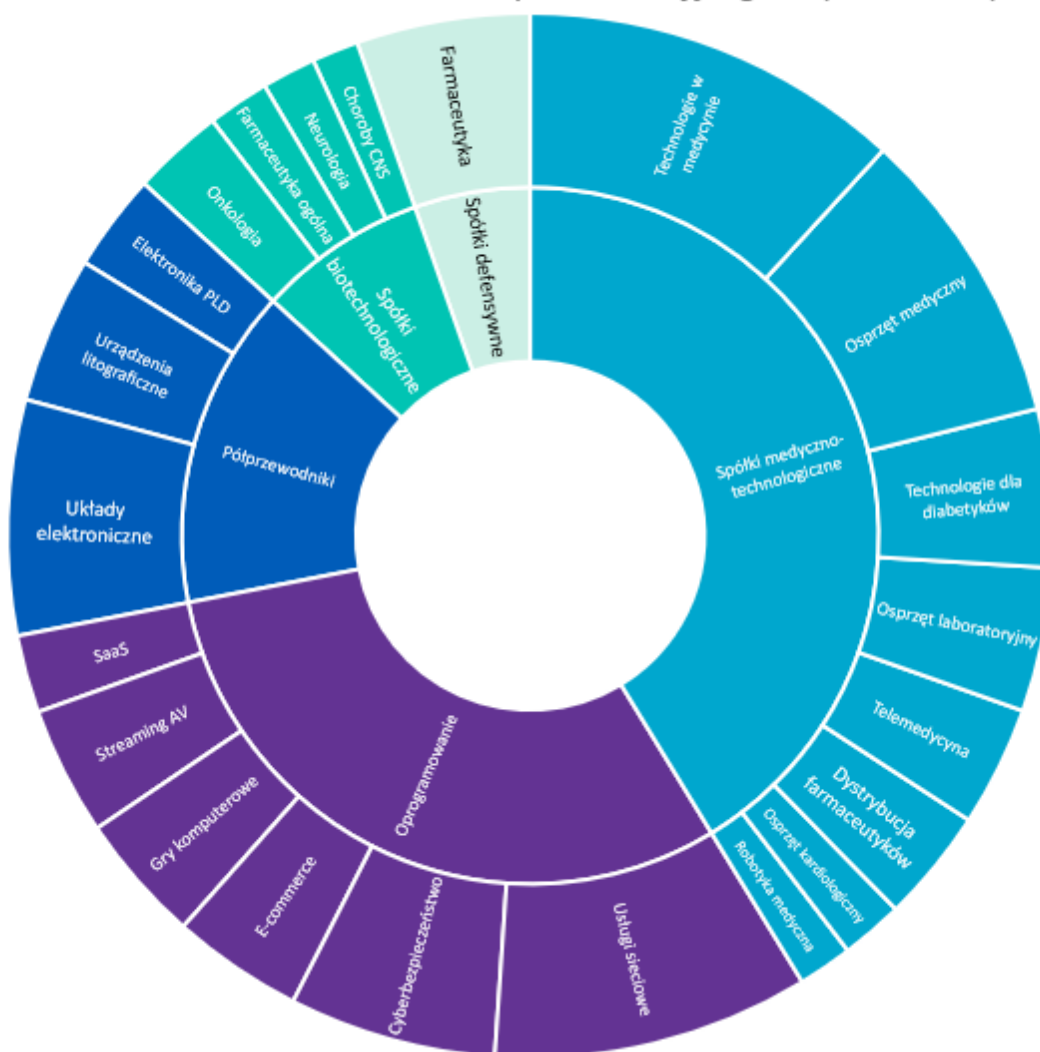 Technologie w
medycynie
Osprzęt medyczny
Technologie dla
diabetyków
Osprzęt laboratoryjny
Telemedycyna
Dystrybucja
farmaceutyków
Osprzęt kardiologiczny
Robotyka medyczna
Usługi sieciowe
Cyberbezpieczeństwo
E-commerce
Gry komputerowe
Streaming AV
SaaS
Układy
elektroniczne
Urządzenia
litograficzne
Elektronika PLD
Onkologia
Farmaceutyka ogólna
Neurologia
Choroby CNS
Farmaceutyka
Spółki medyczno-
technologiczne
Oprogramowanie
Półprzewodniki
Spółki
biotechnologiczne
Spółki defensywne